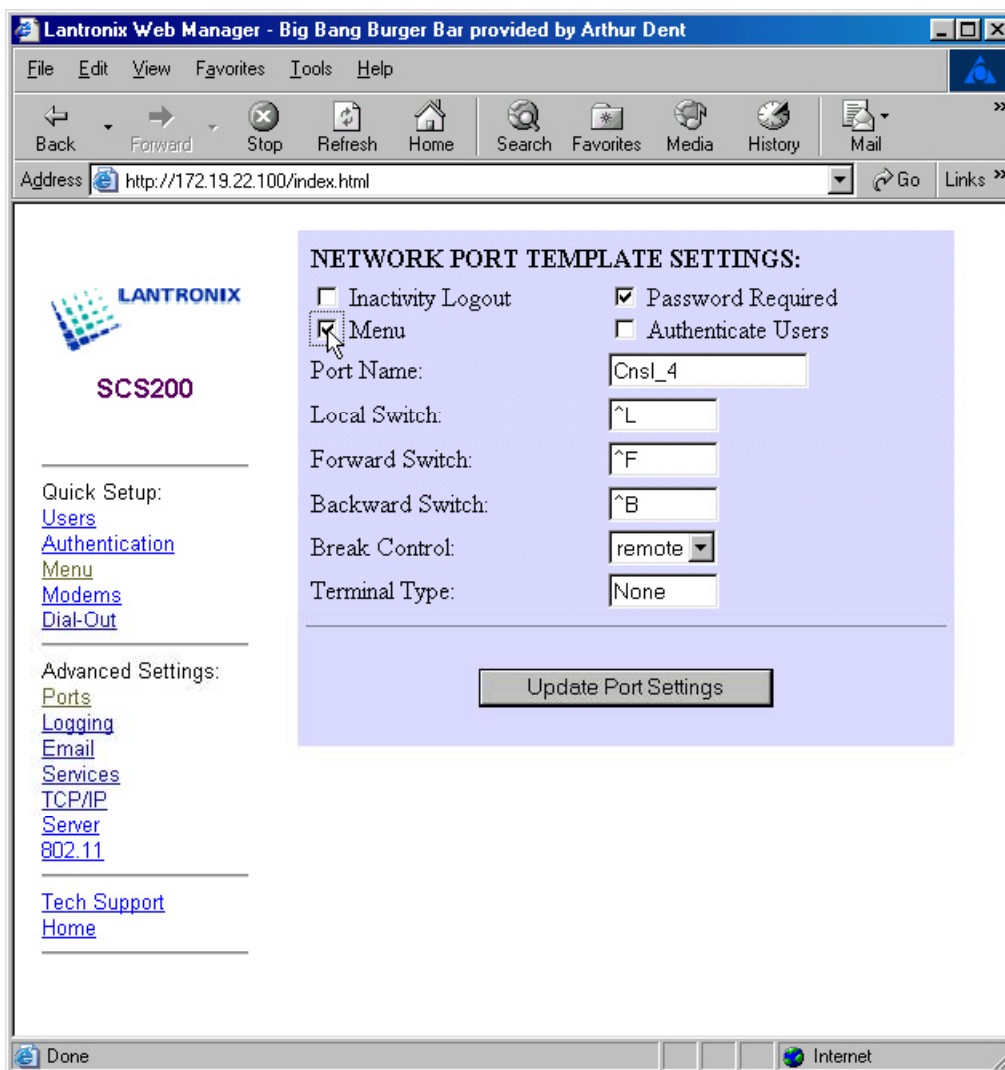 Lantronix Web Manager - Big Bang Burger Bar provided by Arthur Dent
File Edit View Favorites Tools Help
Back Forward Stop Refresh Home Search Favorites Media History Mail »
Address http://172.19.22.100/index.html Go Links »
LANTRONIX
SCS200
Quick Setup:
Users
Authentication
Menu
Modems
Dial-Out
Advanced Settings:
Ports
Logging
Email
Services
TCP/IP
Server
802.11
Tech Support
Home
NETWORK PORT TEMPLATE SETTINGS:
Inactivity Logout Password Required
Menu Authenticate Users
Port Name: Cnsl_4
Local Switch: ^L
Forward Switch: ^F
Backward Switch: ^B
Break Control: remote
Terminal Type: None
Update Port Settings
Done Internet